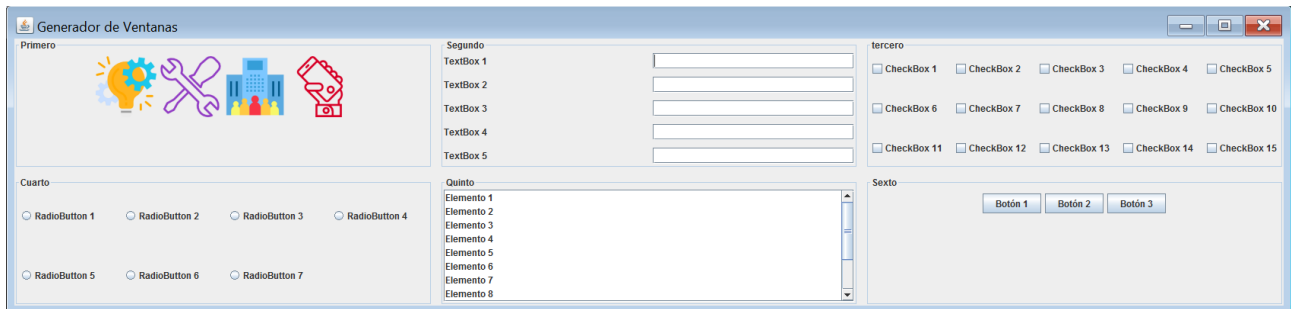 Generador de Ventanas
Primero
Segundo
TextBox 1
TextBox 2
TextBox 3
TextBox 4
TextBox 5
tercero
CheckBox 1 CheckBox 2 CheckBox 3 CheckBox 4 CheckBox 5
CheckBox 6 CheckBox 7 CheckBox 8 CheckBox 9 CheckBox 10
CheckBox 11 CheckBox 12 CheckBox 13 CheckBox 14 CheckBox 15
Cuarto
RadioButton 1 RadioButton 2 RadioButton 3 RadioButton 4
RadioButton 5 RadioButton 6 RadioButton 7
Quinto
Elemento 1
Elemento 2
Elemento 3
Elemento 4
Elemento 5
Elemento 6
Elemento 7
Elemento 8
Sexto
Botón 1 Botón 2 Botón 3